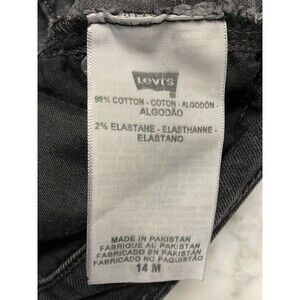 Levi's
98% COTTON - COTON - ALGODÓN -
ALGODÃO
2% ELASTANE - ELASTHANNE -
ELASTANO
MADE IN PAKISTAN
FABRIQUE AU PAKISTAN
FABRICADO EN PAKISTÁN
FABRICADO NO PAQUISTÃO
14 M